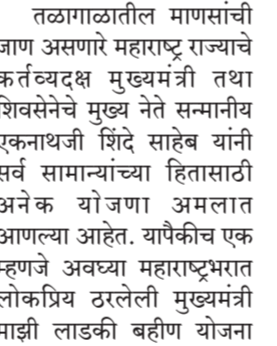 तळागाळातील माणसांची
जाण असणारे महाराष्ट्र राज्याचे
कर्तव्यदक्ष मुख्यमंत्री तथा
शिवसेनेचे मुख्य नेते सन्मानीय
एकनाथजी शिंदे साहेब यांनी
सर्व सामान्यांच्या हितासाठी
अनेक योजना अमलात
आणल्या आहेत. यापैकीच एक
म्हणजे अवघ्या महाराष्ट्रभरात
लोकप्रिय ठरलेली मुख्यमंत्री
माझी लाडकी बहीण योजना